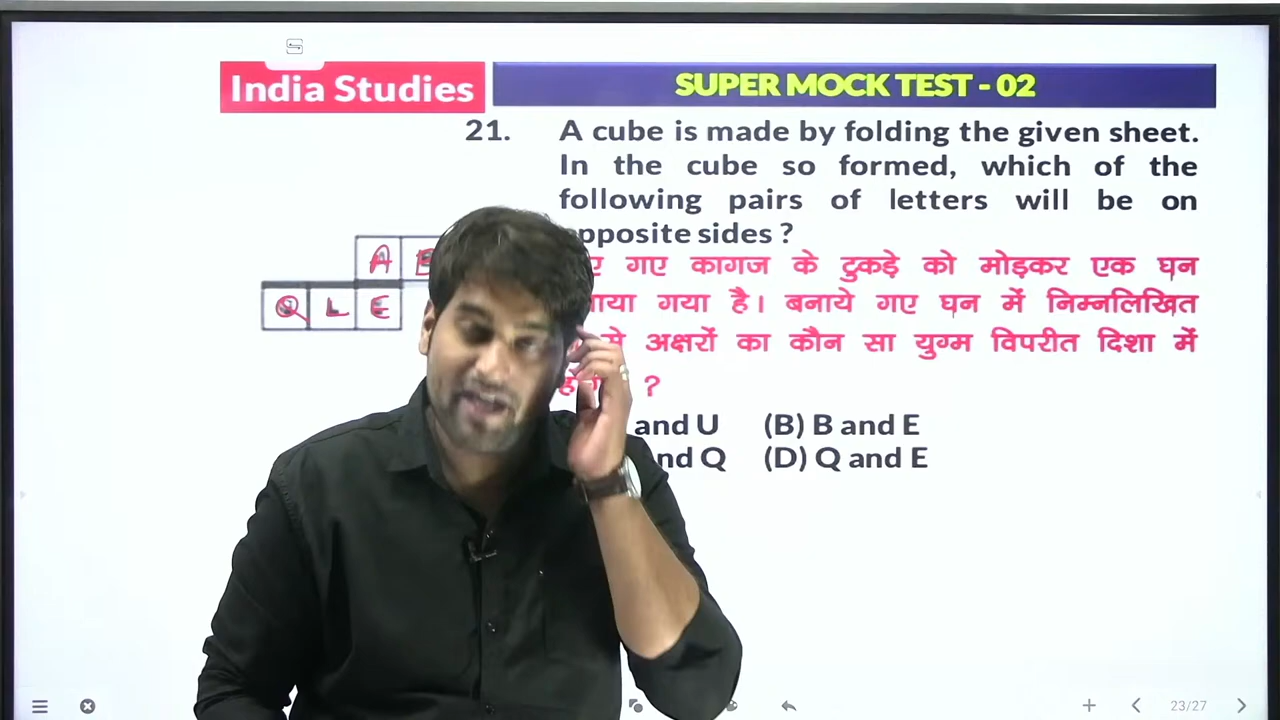 India Studies
SUPER MOCK TEST - 02
21. A cube is made by folding the given sheet.
In the cube so formed, which of the
following pairs of letters will be on
opposite sides ?
A
गए कागज के टुकड़े को मोड़कर एक घन
Q L E
गया है। बनाये गए घन में निम्नलिखित
से अक्षरों का कौन सा युग्म विपरीत दिशा में
?
and U (B) B and E
and Q (D) Q and E
23/27